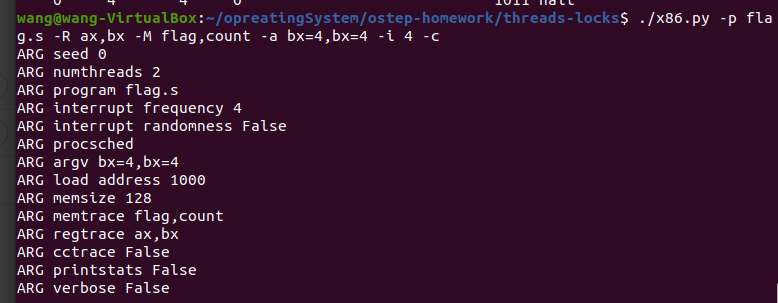 0 4 4 0 1011 halt
wang@wang-VirtualBox:~/opreatingSystem/ostep-homework/threads-locks$ ./x86.py -p fla
g.s -R ax,bx -M flag,count -a bx=4,bx=4 -i 4 -c
ARG seed 0
ARG numthreads 2
ARG program flag.s
ARG interrupt frequency 4
ARG interrupt randomness False
ARG procsched
ARG argv bx=4,bx=4
ARG load address 1000
ARG memsize 128
ARG memtrace flag,count
ARG regtrace ax,bx
ARG cctrace False
ARG printstats False
ARG verbose False